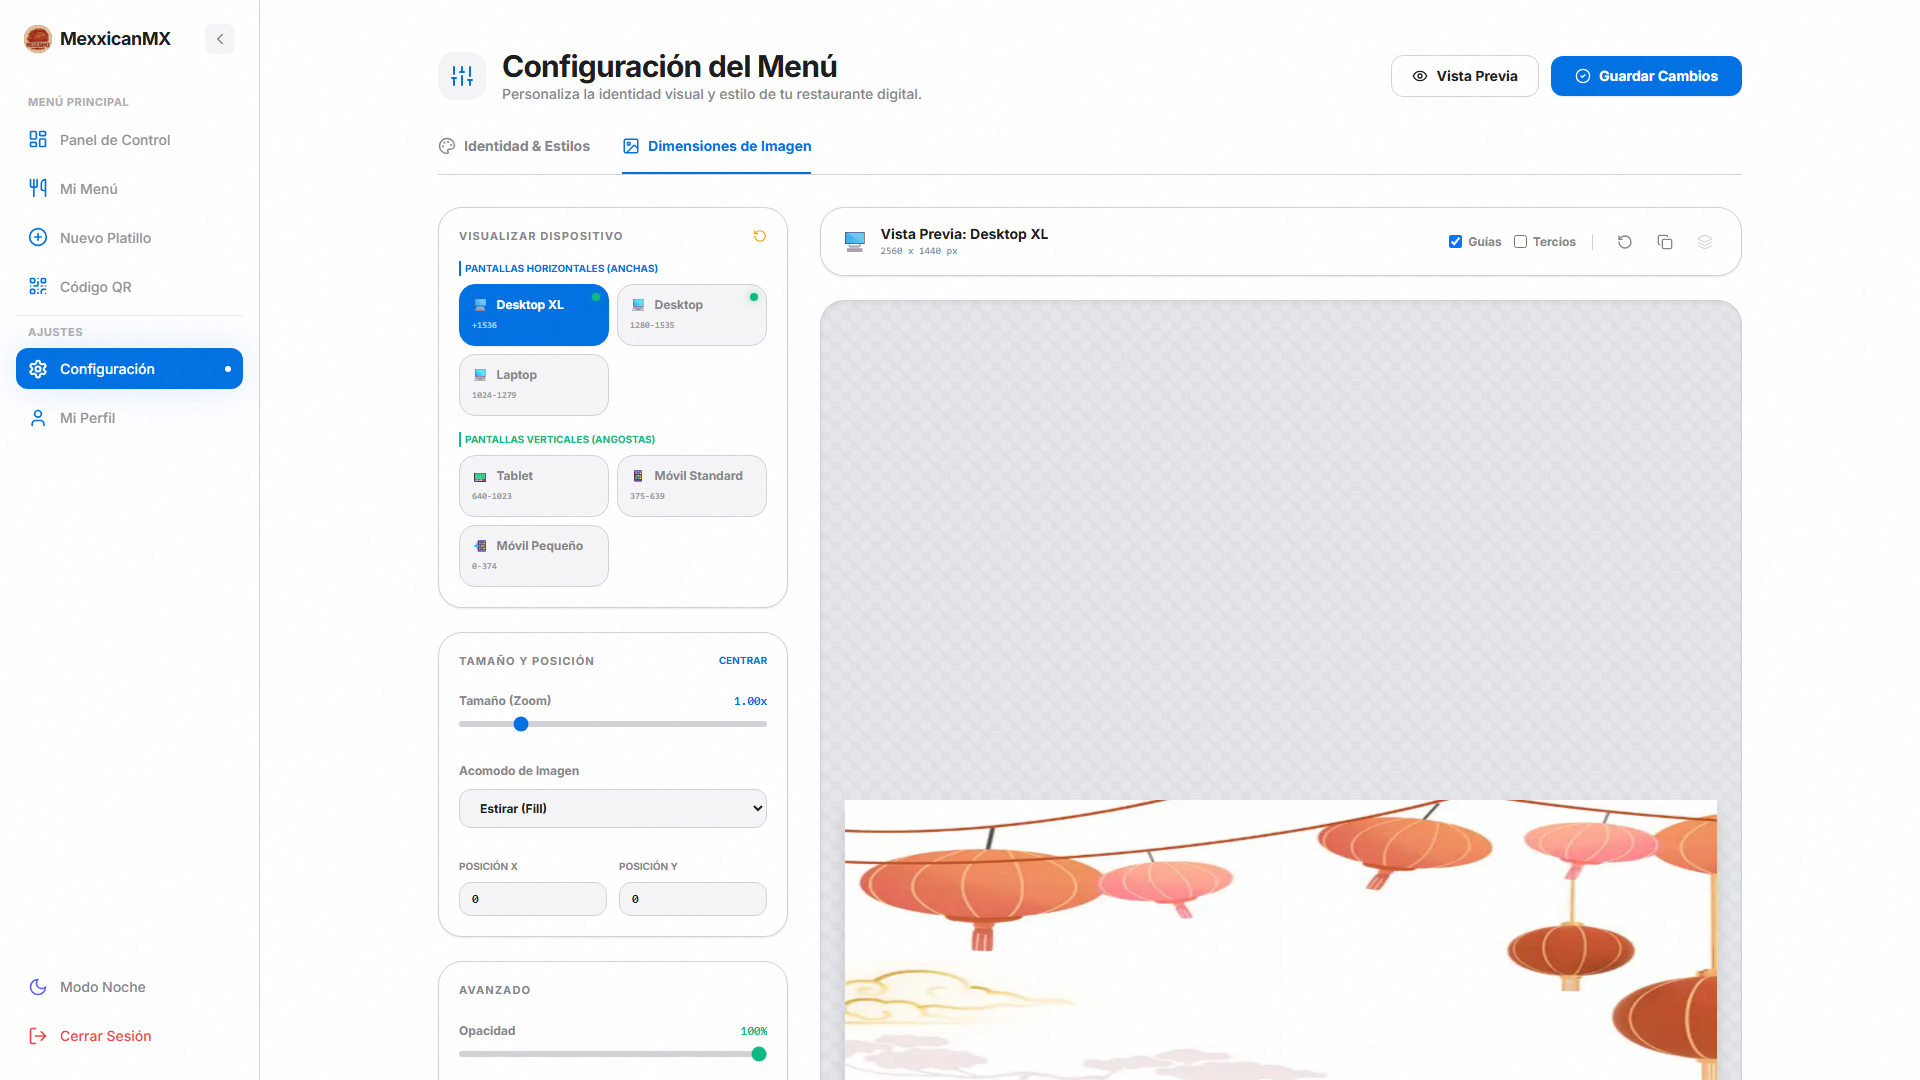 MexxicanMX
MENÚ PRINCIPAL
Panel de Control
Mi Menú
Nuevo Platillo
Código QR
AJUSTES
Configuración
Mi Perfil
Modo Noche
Cerrar Sesión
Configuración del Menú
Personaliza la identidad visual y estilo de tu restaurante digital.
Vista Previa
Guardar Cambios
Identidad & Estilos
Dimensiones de Imagen
VISUALIZAR DISPOSITIVO
PANTALLAS HORIZONTALES (ANCHAS)
Desktop XL
+1536
Desktop
1280-1535
Laptop
1024-1279
PANTALLAS VERTICALES (ANGOSTAS)
Tablet
640-1023
Móvil Standard
375-639
Móvil Pequeño
0-374
TAMAÑO Y POSICIÓN
CENTRAR
Tamaño (Zoom)
1.00x
Acomodo de Imagen
Estirar (Fill)
POSICIÓN X
POSICIÓN Y
0
0
AVANZADO
Opacidad
100%
Vista Previa: Desktop XL
2560 x 1440 px
Guías
Tercios